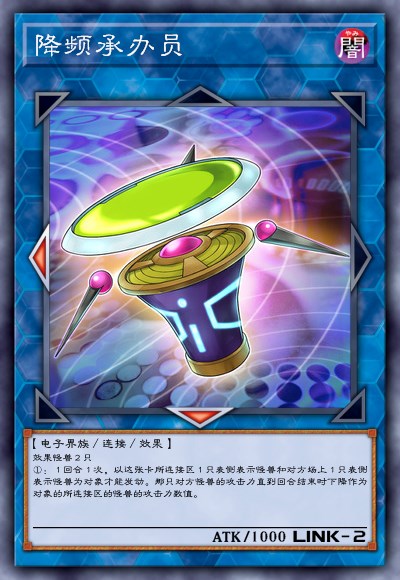 降频承办员
やみ
闇
【电子界族／连接／效果】
效果怪兽２只
①：１回合１次，以这张卡所连接区１只表侧表示怪兽和对方场上１只表侧
表示怪兽为对象才能发动。那只对方怪兽的攻击力直到回合结束时下降作为
对象的所连接区的怪兽的攻击力数值。
ATK/1000 LINK-2